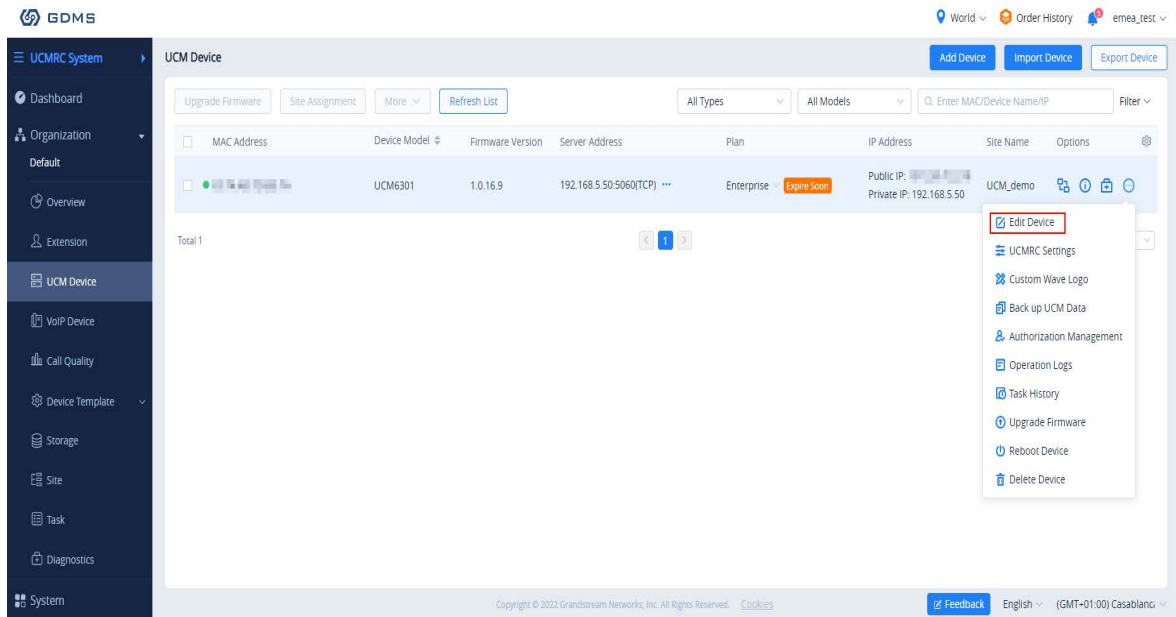 GDMS
World
Order History
5
emea_test
UCMRC System
Dashboard
Organization
Default
Overview
Extension
UCM Device
VoIP Device
Call Quality
Device Template
Storage
Site
Task
Diagnostics
System
UCM Device
Add Device
Import Device
Export Device
Upgrade Firmware
Site Assignment
More
Refresh List
All Types
All Models
Enter MAC/Device Name/IP
Filter
MAC Address Device Model Firmware Version Server Address Plan IP Address Site Name Options
UCM6301 1.0.16.9 192.168.5.50:5060(TCP) ··· Enterprise Expire Soon
Public IP:
Private IP: 192.168.5.50
UCM_demo
Total 1
< 1 >
Edit Device
UCMRC Settings
Custom Wave Logo
Back up UCM Data
Authorization Management
Operation Logs
Task History
Upgrade Firmware
Reboot Device
Delete Device
Copyright © 2022 Grandstream Networks, Inc. All Rights Reserved. Cookies
Feedback
English
(GMT+01:00) Casablanc